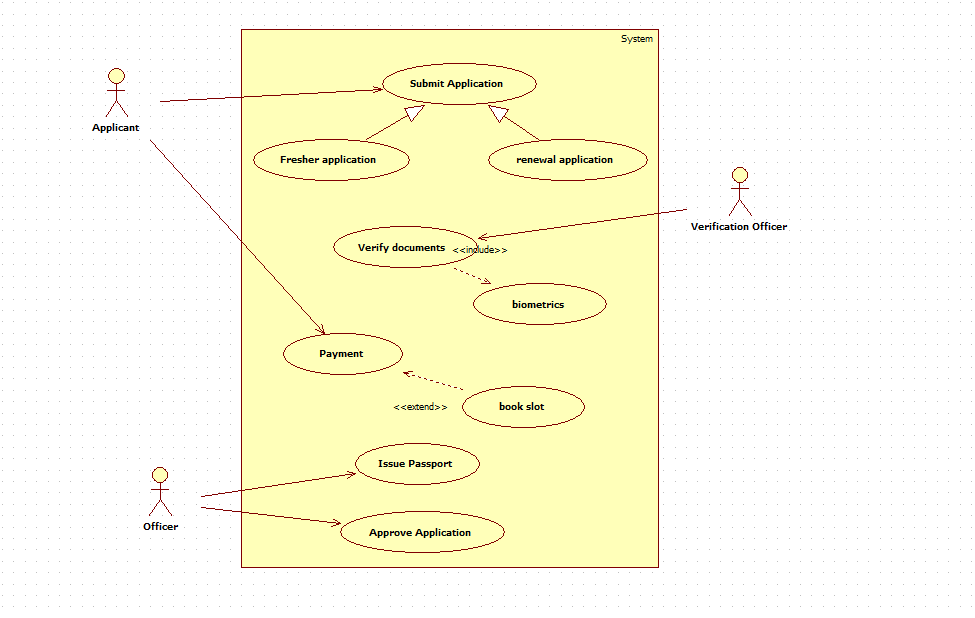 System
Submit Application
Applicant
Fresher application
renewal application
Verification Officer
Verify documents
<<include>>
biometrics
Payment
<<extend>>
book slot
Issue Passport
Officer
Approve Application